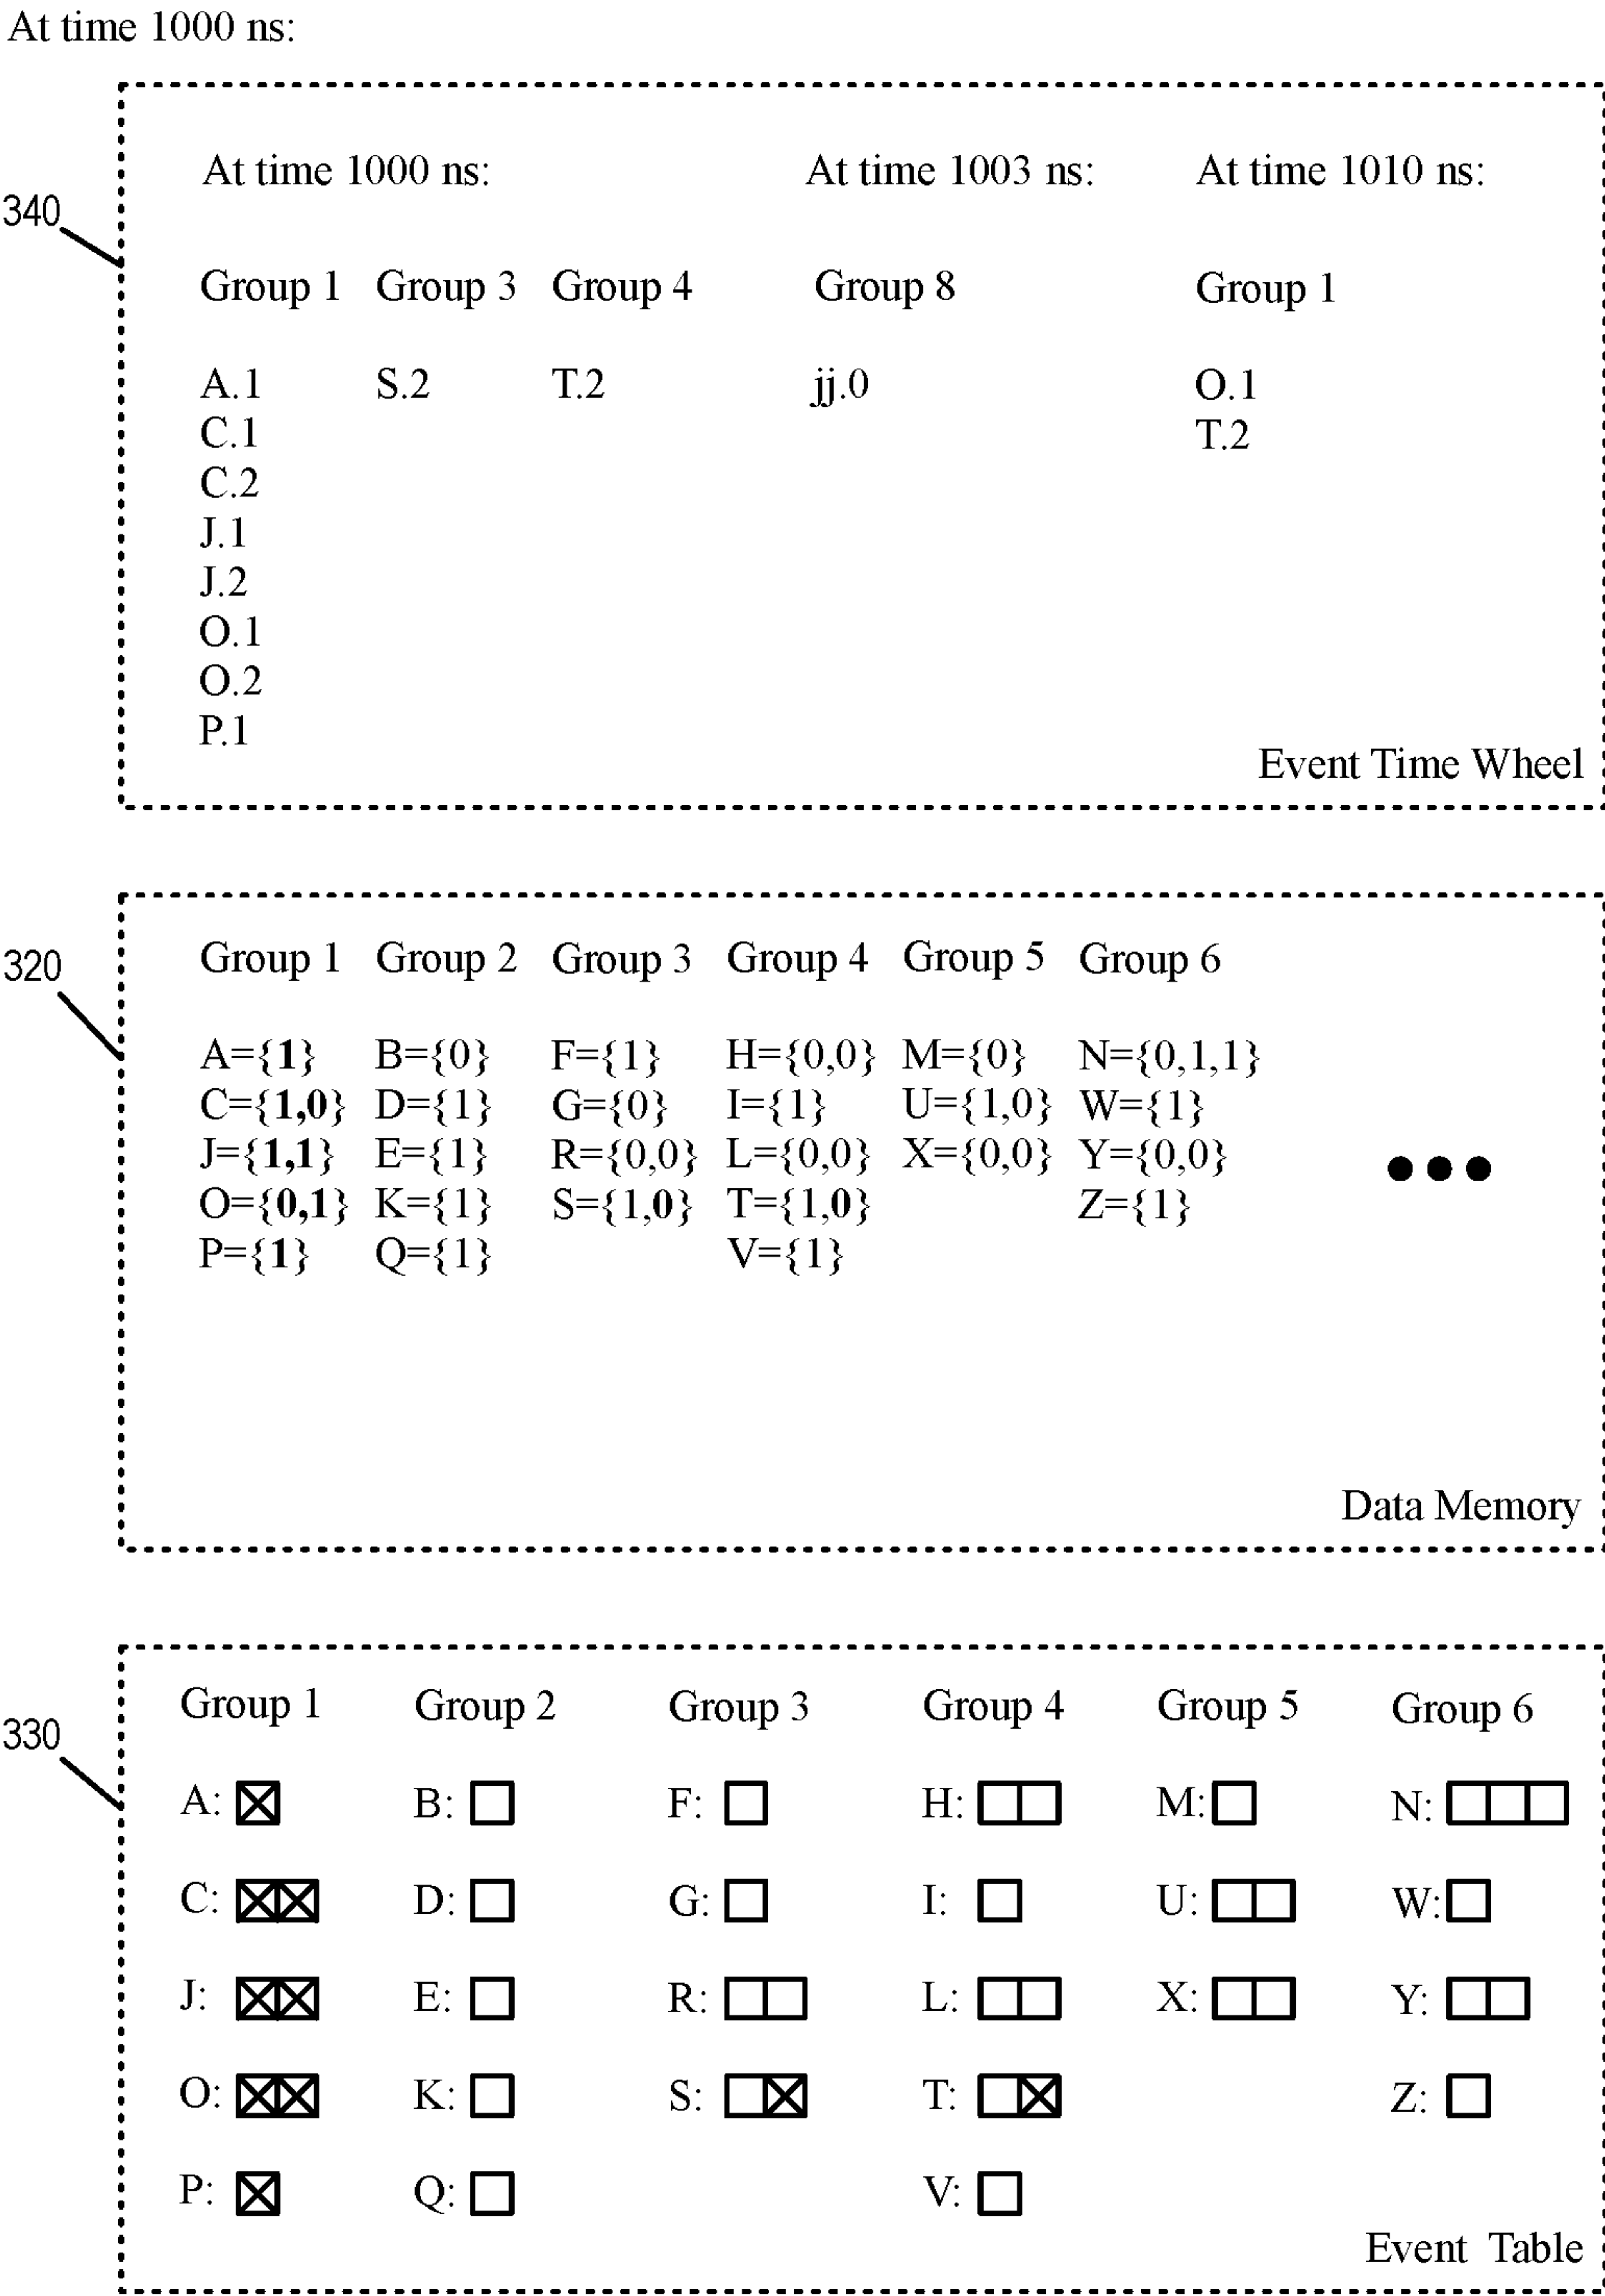 At time 1000 ns:
340
At time 1000 ns: At time 1003 ns: At time 1010 ns:
Group 1 Group 3 Group 4 Group 8 Group 1
A.1 S.2 T.2 jj.0 O.1
C.1 T.2
C.2
J.1
J.2
O.1
O.2
P.1
Event Time Wheel
320
Group 1 Group 2 Group 3 Group 4 Group 5 Group 6
A={1} B={0} F={1} H={0,0} M={0} N={0,1,1}
C={1,0} D={1} G={0} I={1} U={1,0} W={1}
J={1,1} E={1} R={0,0} L={0,0} X={0,0} Y={0,0}
O={0,1} K={1} S={1,0} T={1,0} Z={1}
P={1} Q={1} V={1}
Data Memory
330
Group 1 Group 2 Group 3 Group 4 Group 5 Group 6
A: B: F: H: M: N:
C: D: G: I: U: W:
J: E: R: L: X: Y:
O: K: S: T: Z:
P: Q: V:
Event Table